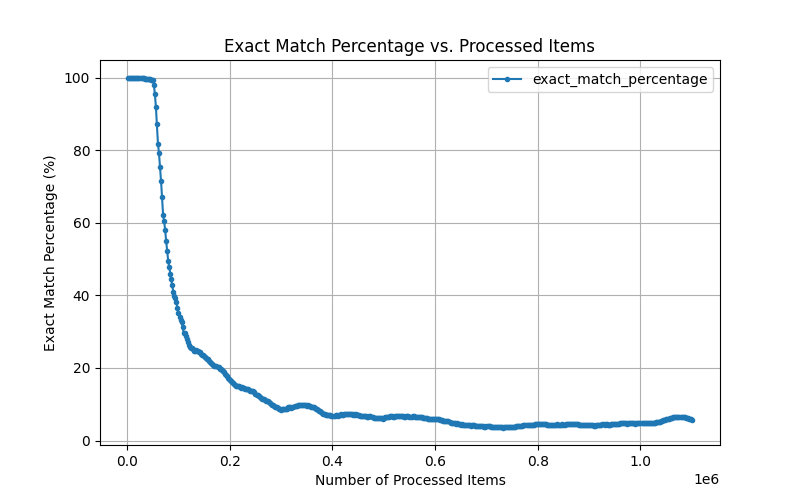 Exact Match Percentage vs. Processed Items
exact_match_percentage
Exact Match Percentage (%)
100
80
60
40
20
0
0.0 0.2 0.4 0.6 0.8 1.0
1e6
Number of Processed Items